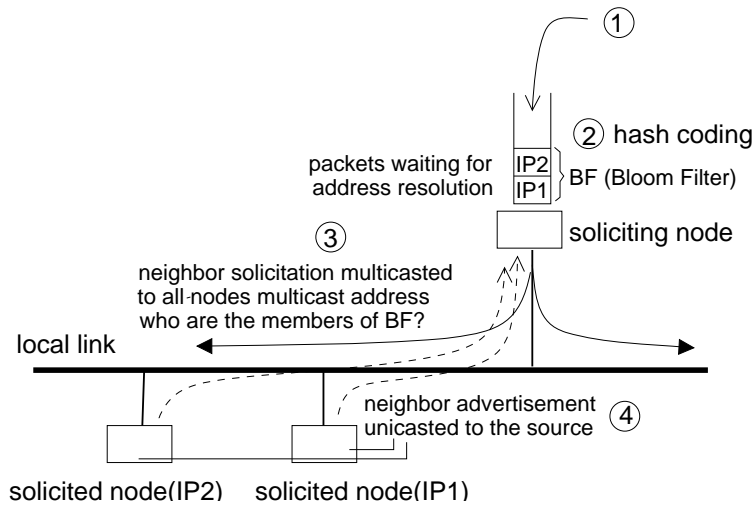 ①
② hash coding
packets waiting for
address resolution
IP2
IP1
BF (Bloom Filter)
soliciting node
③
neighbor solicitation multicasted
to all-nodes multicast address
who are the members of BF?
local link
neighbor advertisement
unicasted to the source
④
solicited node(IP2)
solicited node(IP1)